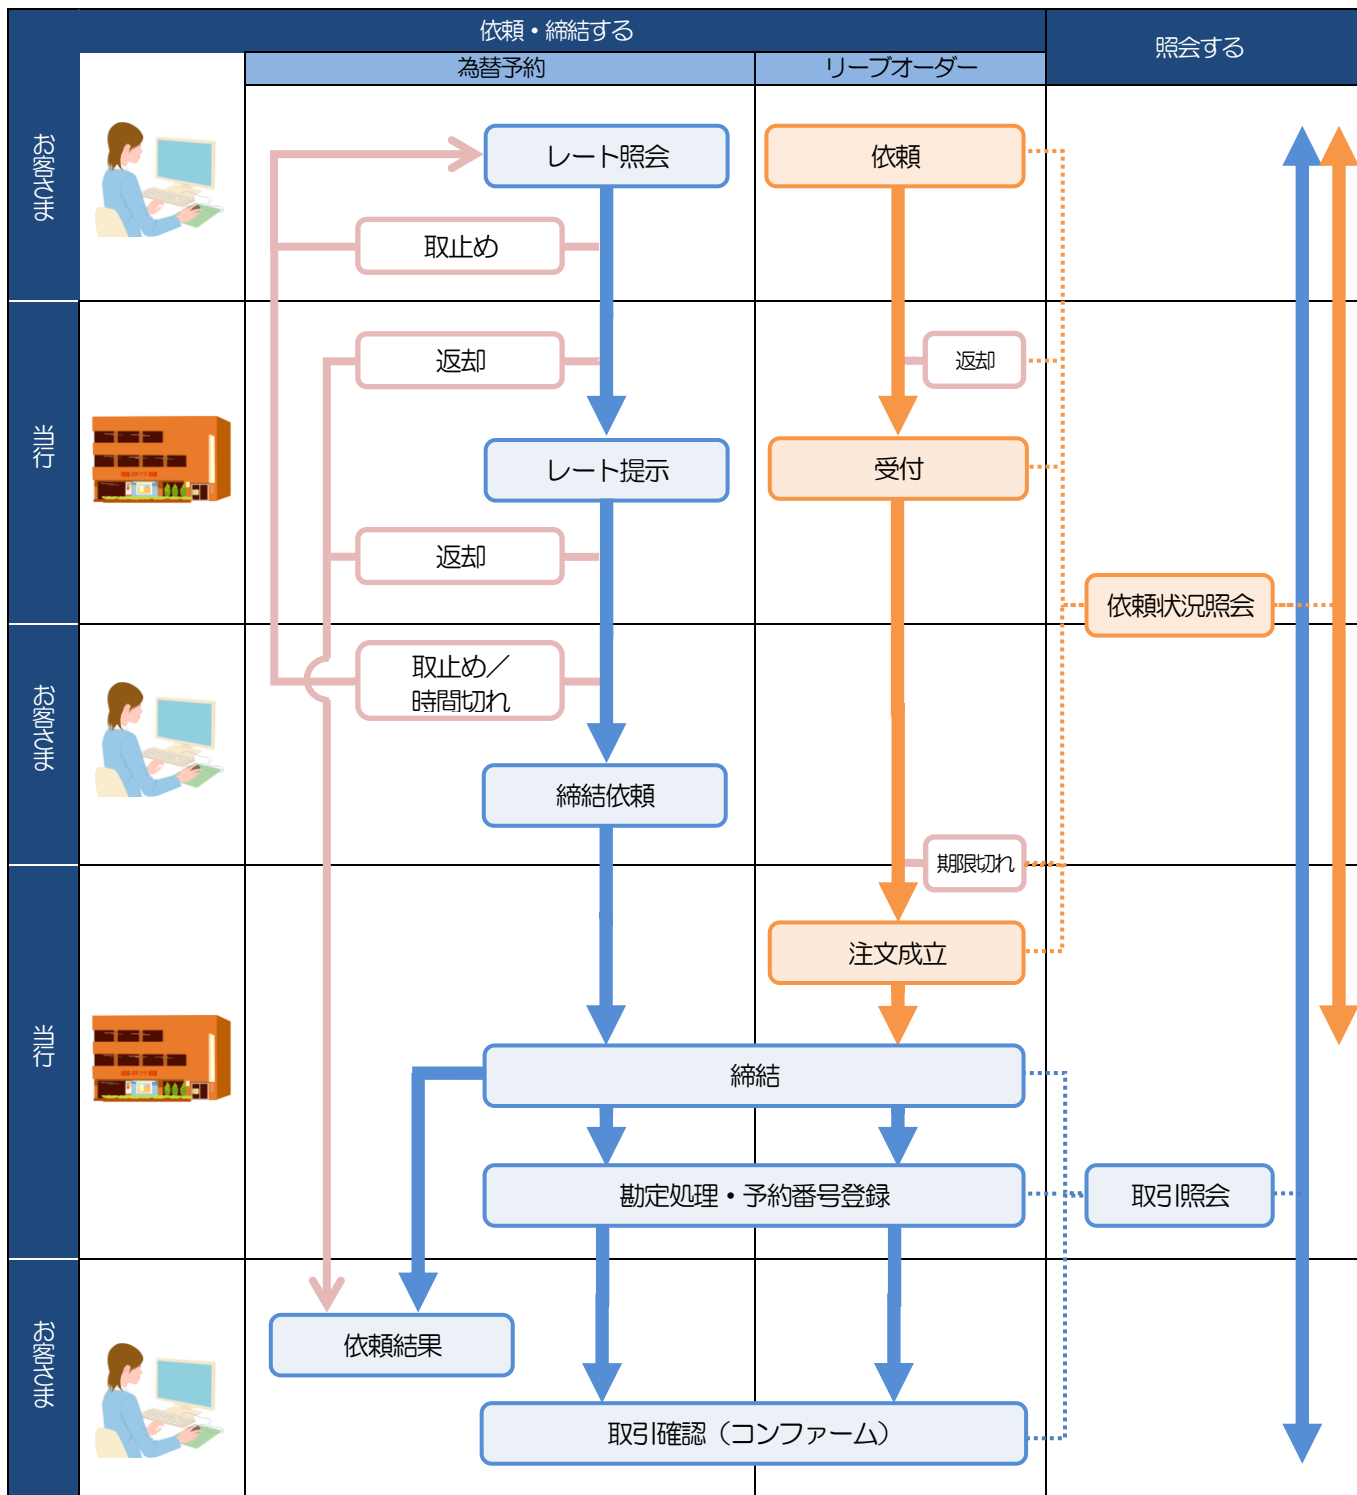 依頼・締結する
照会する
為替予約
リーブオーダー
お客さま
レート照会
依頼
取止め
当行
返却
返却
レート提示
受付
返却
依頼状況照会
お客さま
取止め／
時間切れ
締結依頼
期限切れ
当行
注文成立
締結
勘定処理・予約番号登録
取引照会
お客さま
依頼結果
取引確認（コンファーム）